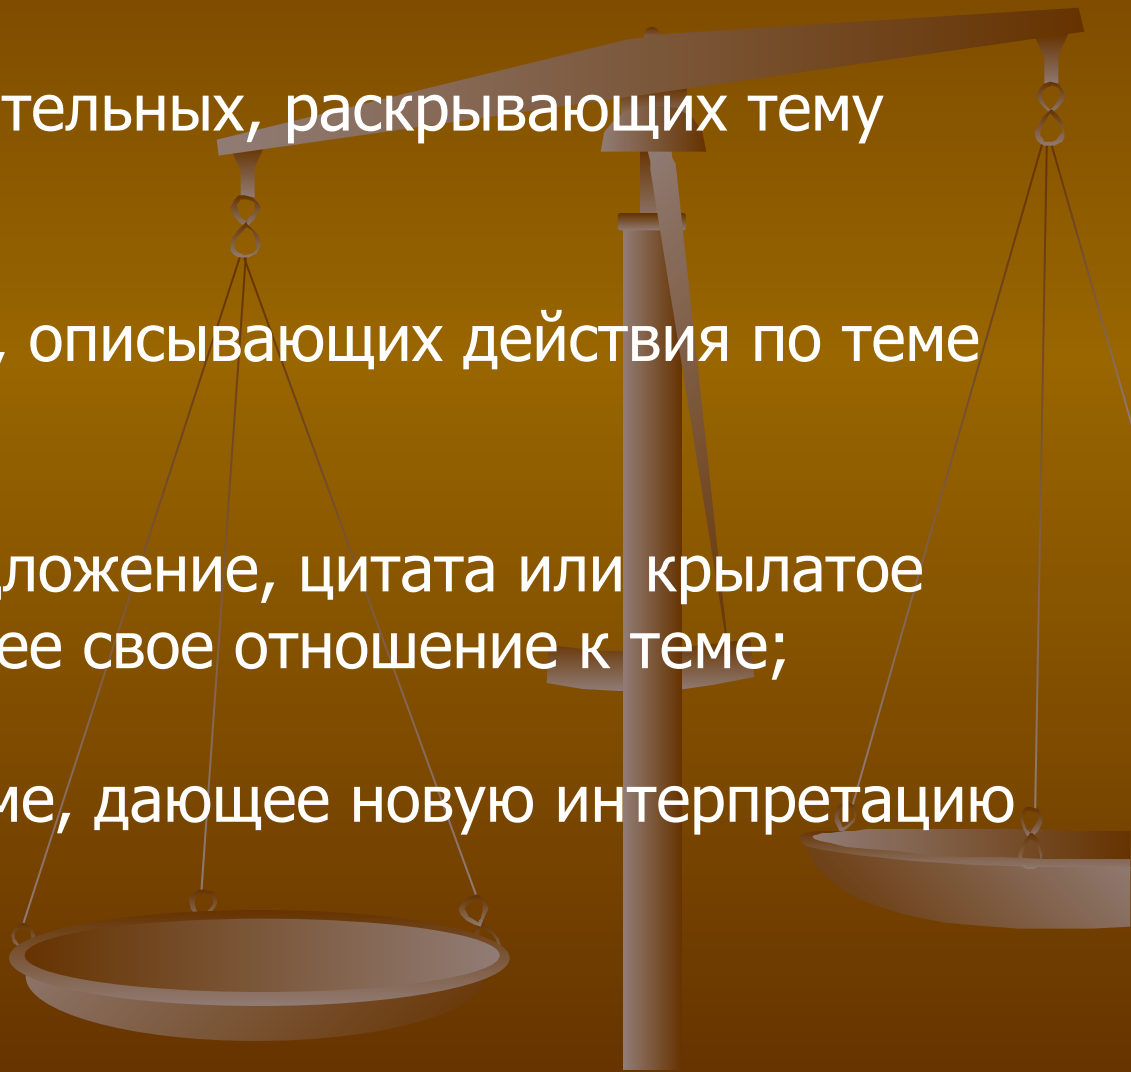 тельных, раскрывающих тему
, описывающих действия по теме
дложение, цитата или крылатое
ее свое отношение к теме;
ме, дающее новую интерпретацию